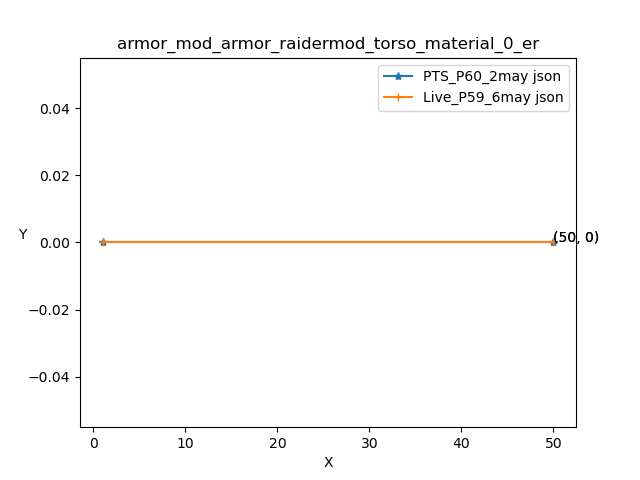 armor_mod_armor_raidermod_torso_material_0_er
PTS_P60_2may json
Live_P59_6may json
0.04
0.02
0.00
−0.02
−0.04
Y
(50, 0)
0 10 20 30 40 50
X